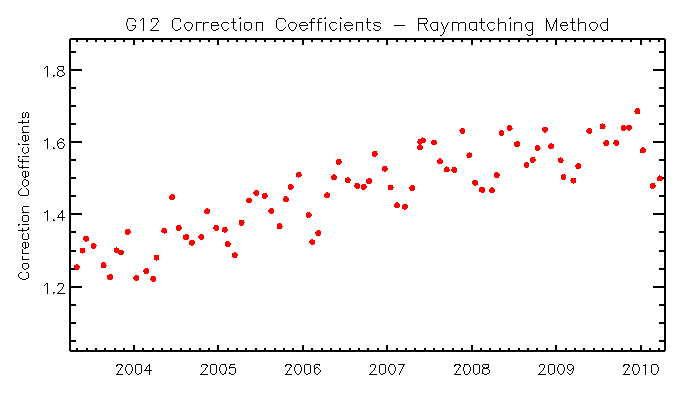 G12 Correction Coefficients – Raymatching Method
Correction Coefficients
1.8
1.6
1.4
1.2
2004 2005 2006 2007 2008 2009 2010